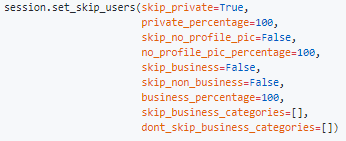 session.set_skip_users(skip_private=True,
private_percentage=100,
skip_no_profile_pic=False,
no_profile_pic_percentage=100,
skip_business=False,
skip_non_business=False,
business_percentage=100,
skip_business_categories=[],
dont_skip_business_categories=[])